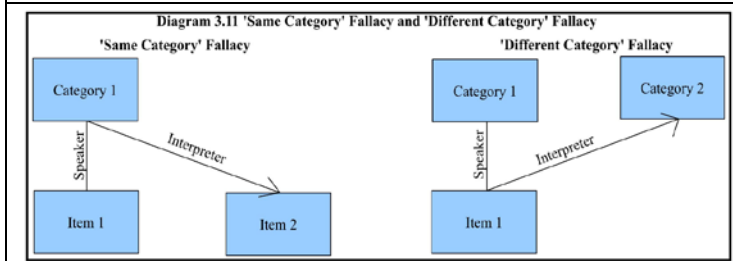 Diagram 3.11 'Same Category' Fallacy and 'Different Category' Fallacy
'Same Category' Fallacy
'Different Category' Fallacy
Category 1
Category 1
Category 2
Speaker
Interpreter
Speaker
Interpreter
Item 1
Item 2
Item 1